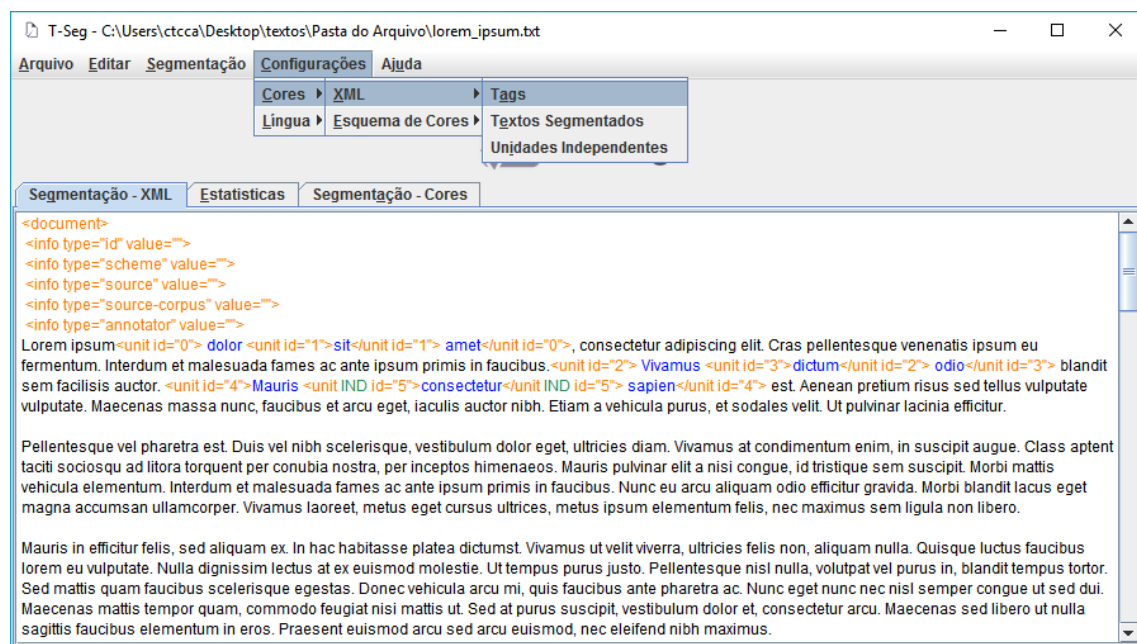 T-Seg - C:\Users\ctcca\Desktop\textos\Pasta do Arquivo\lorem_ipsum.txt
Arquivo Editar Segmentação Configurações Ajuda
Cores XML Tags
Língua Esquema de Cores Textos Segmentados
Unidades Independentes
Segmentação - XML Estatisticas Segmentação - Cores
<document>
<info type="id" value="">
<info type="scheme" value="">
<info type="source" value="">
<info type="source-corpus" value="">
<info type="annotator" value="">
Lorem ipsum<unit id="0"> dolor <unit id="1">sit</unit id="1"> amet</unit id="0">, consectetur adipiscing elit. Cras pellentesque venenatis ipsum eu
fermentum. Interdum et malesuada fames ac ante ipsum primis in faucibus.<unit id="2"> Vivamus <unit id="3">dictum</unit id="2"> odio</unit id="3"> blandit
sem facilisis auctor. <unit id="4">Mauris <unit IND id="5">consectetur</unit IND id="5"> sapien</unit id="4"> est. Aenean pretium risus sed tellus vulputate
vulputate. Maecenas massa nunc, faucibus et arcu eget, iaculis auctor nibh. Etiam a vehicula purus, et sodales velit. Ut pulvinar lacinia efficitur.
Pellentesque vel pharetra est. Duis vel nibh scelerisque, vestibulum dolor eget, ultricies diam. Vivamus at condimentum enim, in suscipit augue. Class aptent
taciti sociosqu ad litora torquent per conubia nostra, per inceptos himenaeos. Mauris pulvinar elit a nisi congue, id tristique sem suscipit. Morbi mattis
vehicula elementum. Interdum et malesuada fames ac ante ipsum primis in faucibus. Nunc eu arcu aliquam odio efficitur gravida. Morbi blandit lacus eget
magna accumsan ullamcorper. Vivamus laoreet, metus eget cursus ultrices, metus ipsum elementum felis, nec maximus sem ligula non libero.
Mauris in efficitur felis, sed aliquam ex. In hac habitasse platea dictumst. Vivamus ut velit viverra, ultricies felis non, aliquam nulla. Quisque luctus faucibus
lorem eu vulputate. Nulla dignissim lectus at ex euismod molestie. Ut tempus purus justo. Pellentesque nisl nulla, volutpat vel purus in, blandit tempus tortor.
Sed mattis quam faucibus scelerisque egestas. Donec vehicula arcu mi, quis faucibus ante pharetra ac. Nunc eget nunc nec nisl semper congue ut sed dui.
Maecenas mattis tempor quam, commodo feugiat nisi mattis ut. Sed at purus suscipit, vestibulum dolor et, consectetur arcu. Maecenas sed libero ut nulla
sagittis faucibus elementum in eros. Praesent euismod arcu sed arcu euismod, nec eleifend nibh maximus.